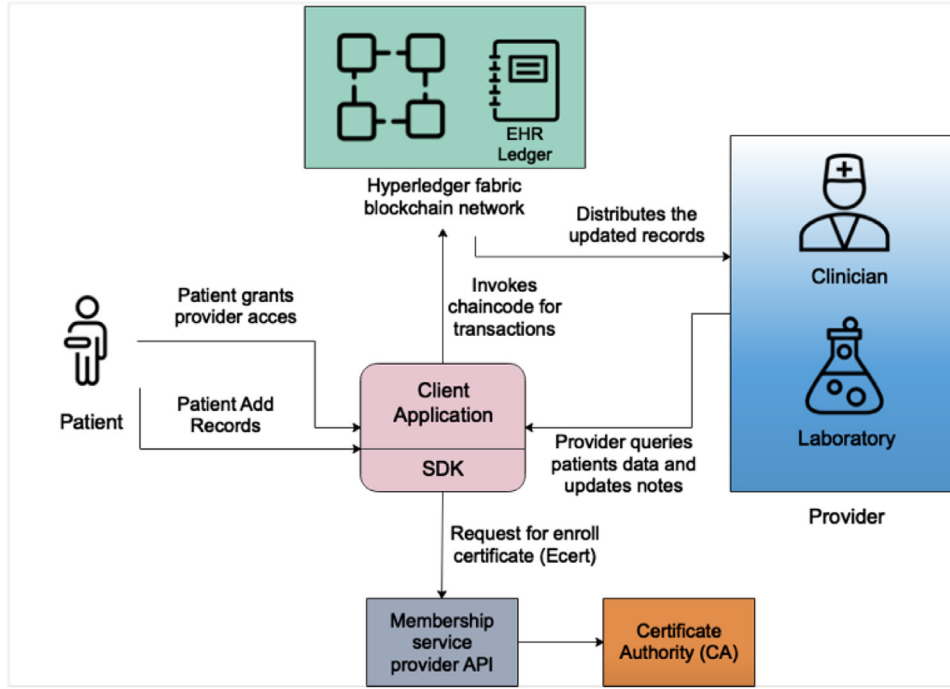 EHR
Ledger
Hyperledger fabric
blockchain network
Distributes the
updated records
Clinician
Invokes
chaincode for
transactions
Patient grants
provider acces
Patient
Patient Add
Records
Client
Application
SDK
Laboratory
Provider queries
patients data and
updates notes
Provider
Request for enroll
certificate (Ecert)
Membership
service
provider API
Certificate
Authority (CA)